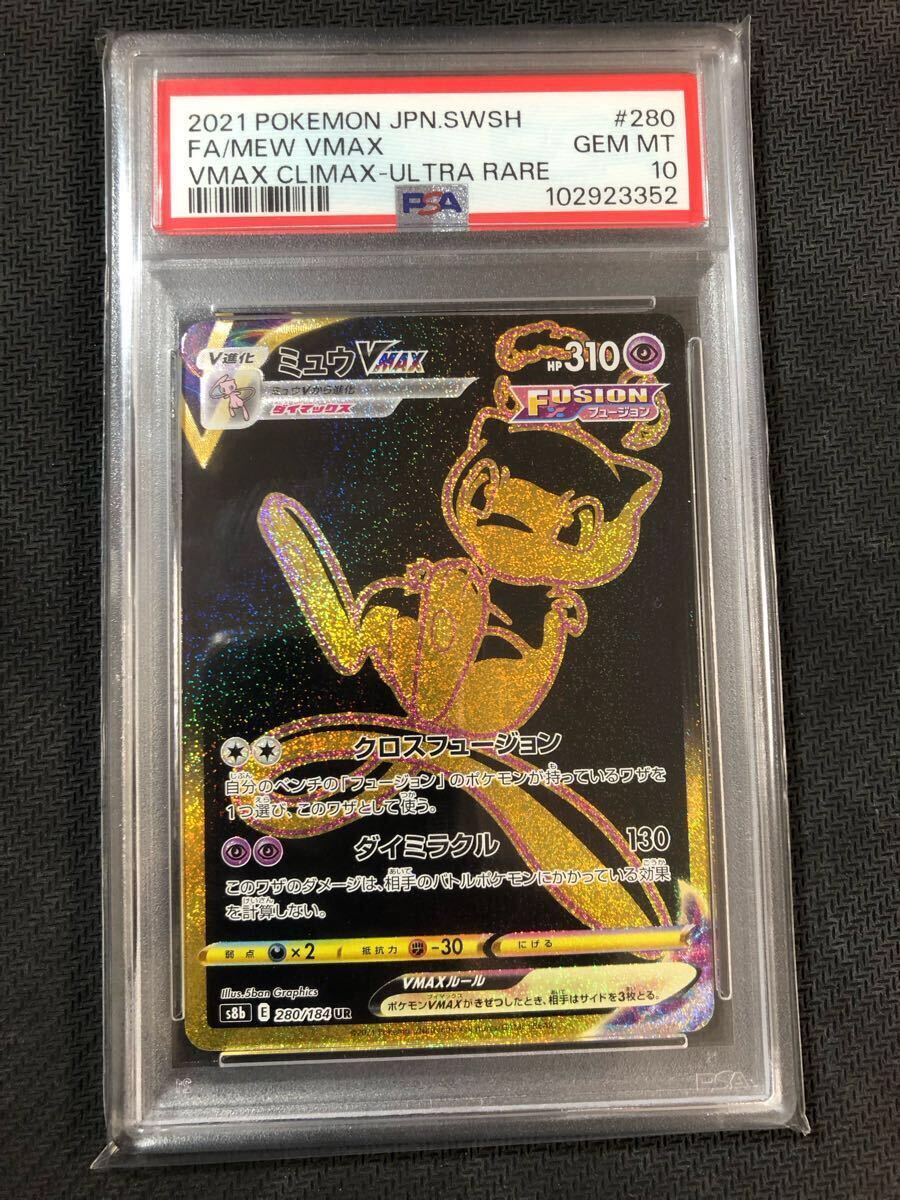 2021 POKEMON JPN.SWSH #280
FA/MEW VMAX GEM MT
VMAX CLIMAX-ULTRA RARE 10
PSA 102923352
V進化 ミュウVMAX HP310
ミュウVから進化
ダイマックス
FUSION
フュージョン
クロスフュージョン
自分のベンチの「フュージョン」のポケモンが持っているワザを
1つ選び、このワザとして使う。
ダイミラクル 130
このワザのダメージは、相手のバトルポケモンにかかっている効果
を計算しない。
弱点 ×2 抵抗力 -30 にげる
VMAXルール
ポケモンVMAXがきぜつしたとき、相手はサイドを3枚とる。
Illus.5ban Graphics
s8b E 280/184 UR
PSA